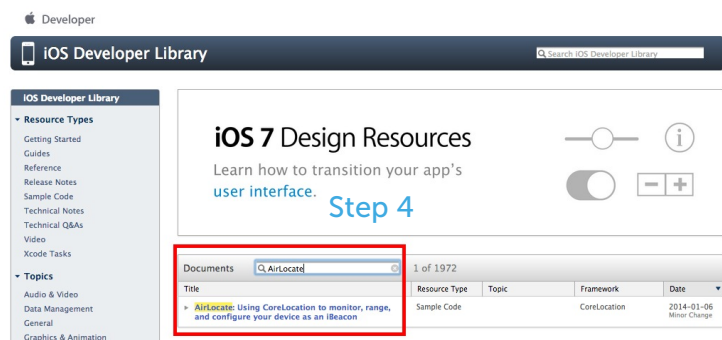 Developer
iOS Developer Library
Search iOS Developer Library
iOS Developer Library
Resource Types
Getting Started
Guides
Reference
Release Notes
Sample Code
Technical Notes
Technical Q&As
Video
Xcode Tasks
Topics
Audio & Video
Data Management
General
Graphics & Animation
iOS 7 Design Resources
Learn how to transition your app's
user interface.
Step 4
Documents AirLocate 1 of 1972
Title Resource Type Topic Framework Date
AirLocate: Using CoreLocation to monitor, range, Sample Code CoreLocation 2014-01-06
and configure your device as an iBeacon Minor Change